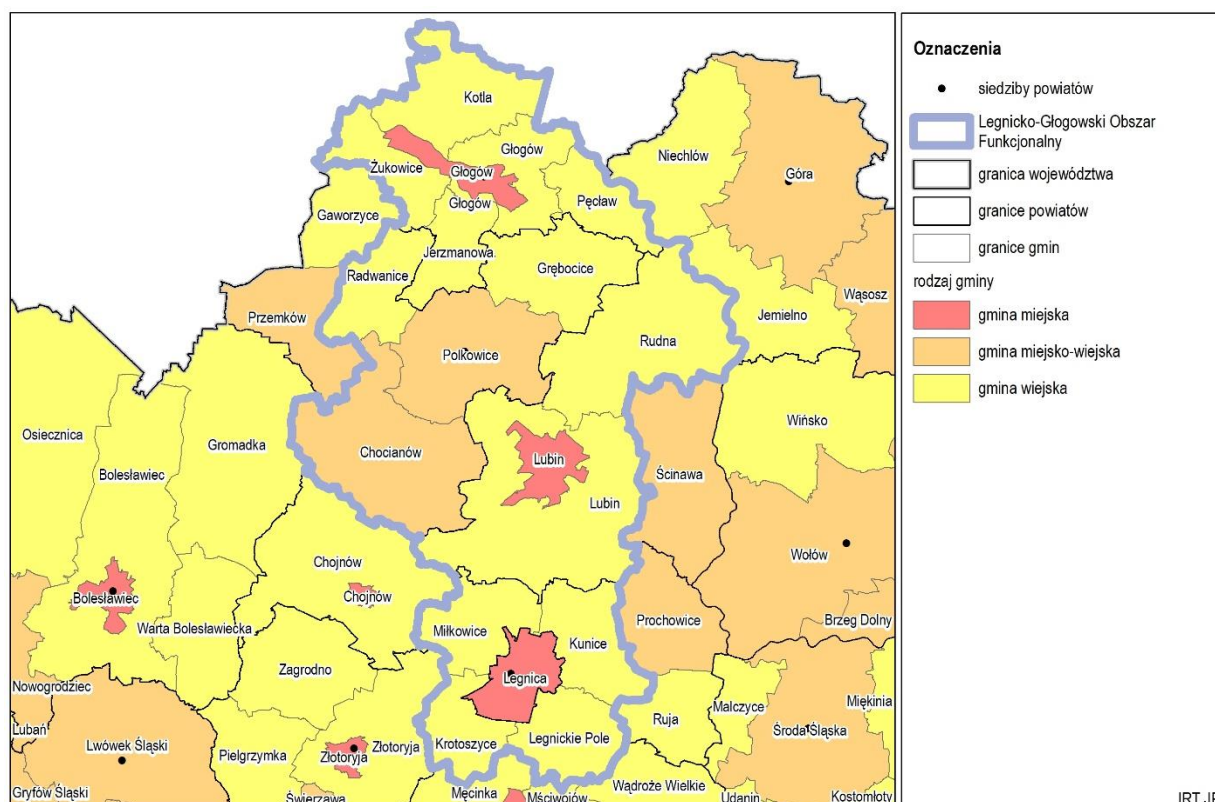 Kotla
Głogów
Żukowice
Głogów
Głogów
Pęcław
Niechlów
Góra
Gaworzyce
Jerzmanowa
Radwanice
Grębocice
Wąsosz
Przemków
Jemielno
Rudna
Polkowice
Osiecznica
Gromadka
Wińsko
Bolesławiec
Chocianów
Lubin
Ścinawa
Lubin
Wołów
Chojnów
Chojnów
Bolesławiec
Warta Bolesławiecka
Miłkowice
Prochowice
Brzeg Dolny
Kunice
Zagrodno
Legnica
Nowogrodziec
Malczyce
Miękinia
Ruja
Lubań
Środa Śląska
Lwówek Śląski
Złotoryja
Złotoryja
Pielgrzymka
Krotoszyce
Legnickie Pole
Wądroże Wielkie
Gryfów Śląski
Świerzawa
Męcinka
Mściwojów
Udanin
Kostomłoty
Oznaczenia
siedziby powiatów
Legnicko-Głogowski Obszar
Funkcjonalny
granica województwa
granice powiatów
granice gmin
rodzaj gminy
gmina miejska
gmina miejsko-wiejska
gmina wiejska